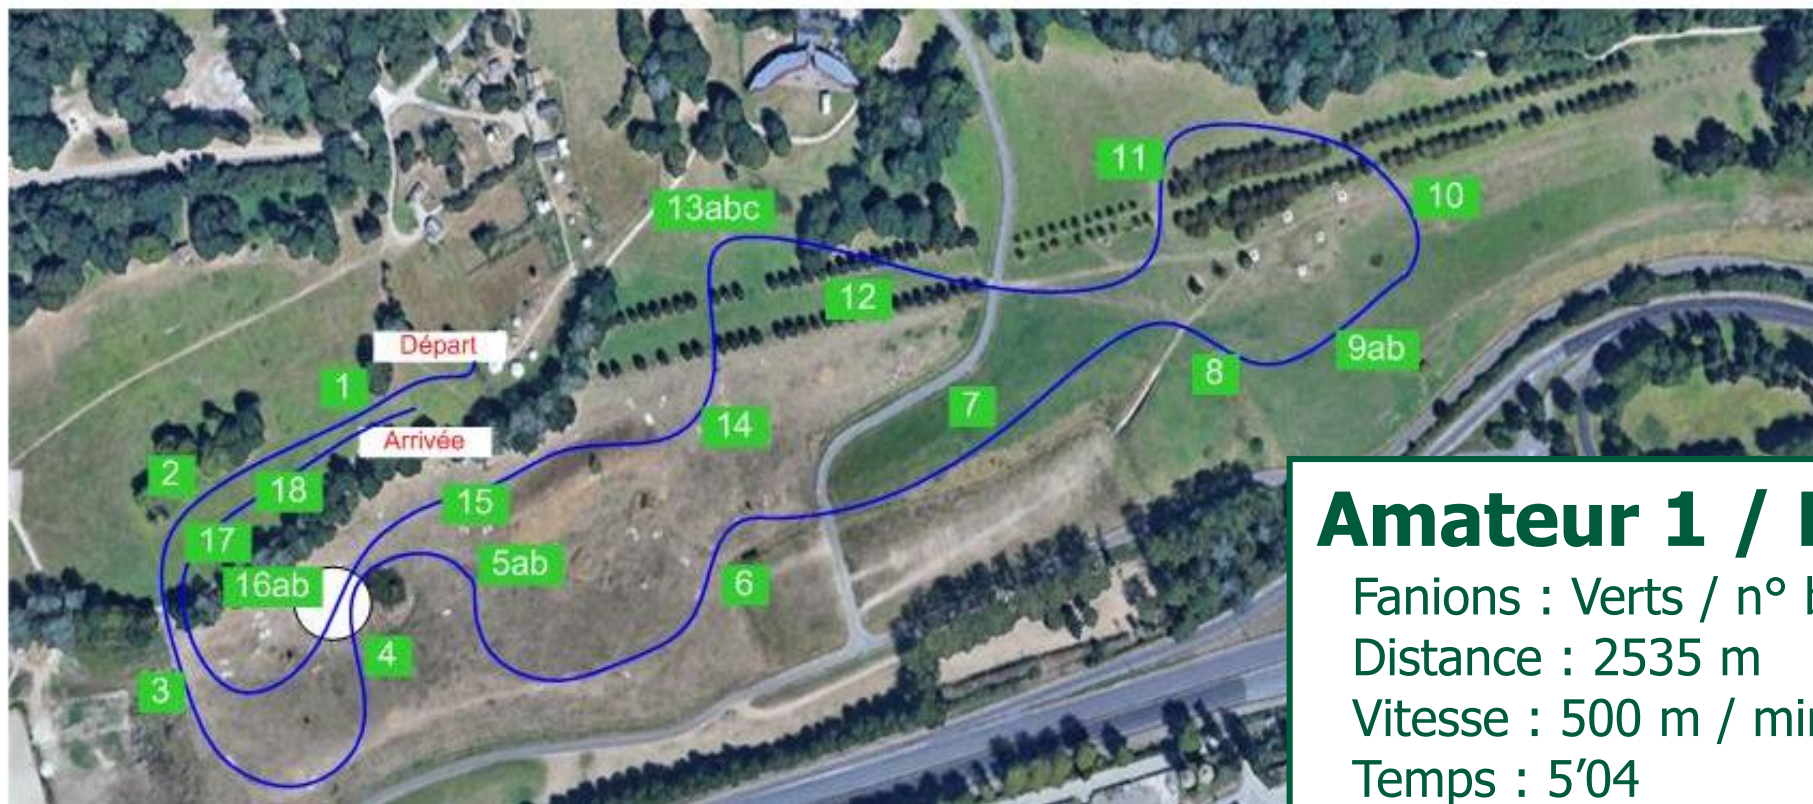 13abc
11
10
12
Départ
1
9ab
8
7
14
Arrivée
2
18
15
17
5ab
16ab
6
4
3
Amateur 1 /
Fanions : Verts / n°
Distance : 2535 m
Vitesse : 500 m /
Temps : 5’04